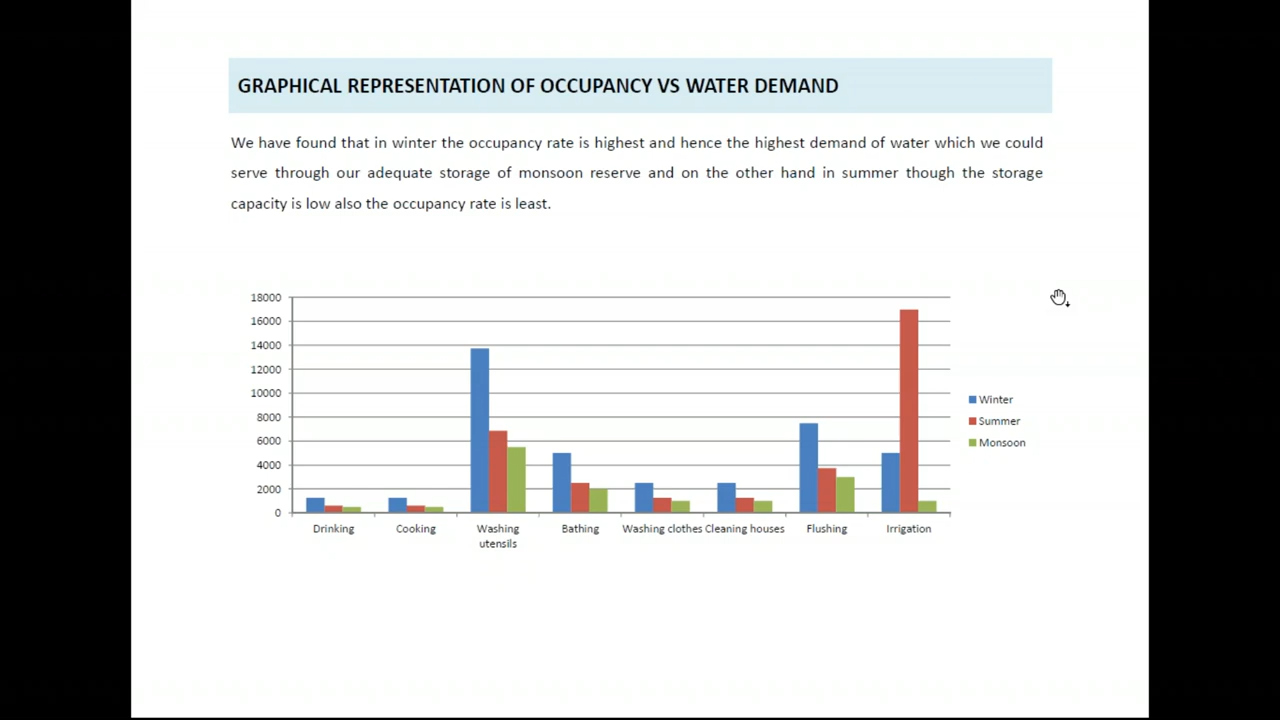 GRAPHICAL REPRESENTATION OF OCCUPANCY VS WATER DEMAND
We have found that in winter the occupancy rate is highest and hence the highest demand of water which we could
serve through our adequate storage of monsoon reserve and on the other hand in summer though the storage
capacity is low also the occupancy rate is least.
18000
16000
14000
12000
10000
8000
6000
4000
2000
0
Drinking
Cooking
Washing
utensils
Bathing
Washing clothes
Cleaning houses
Flushing
Irrigation
Winter
Summer
Monsoon